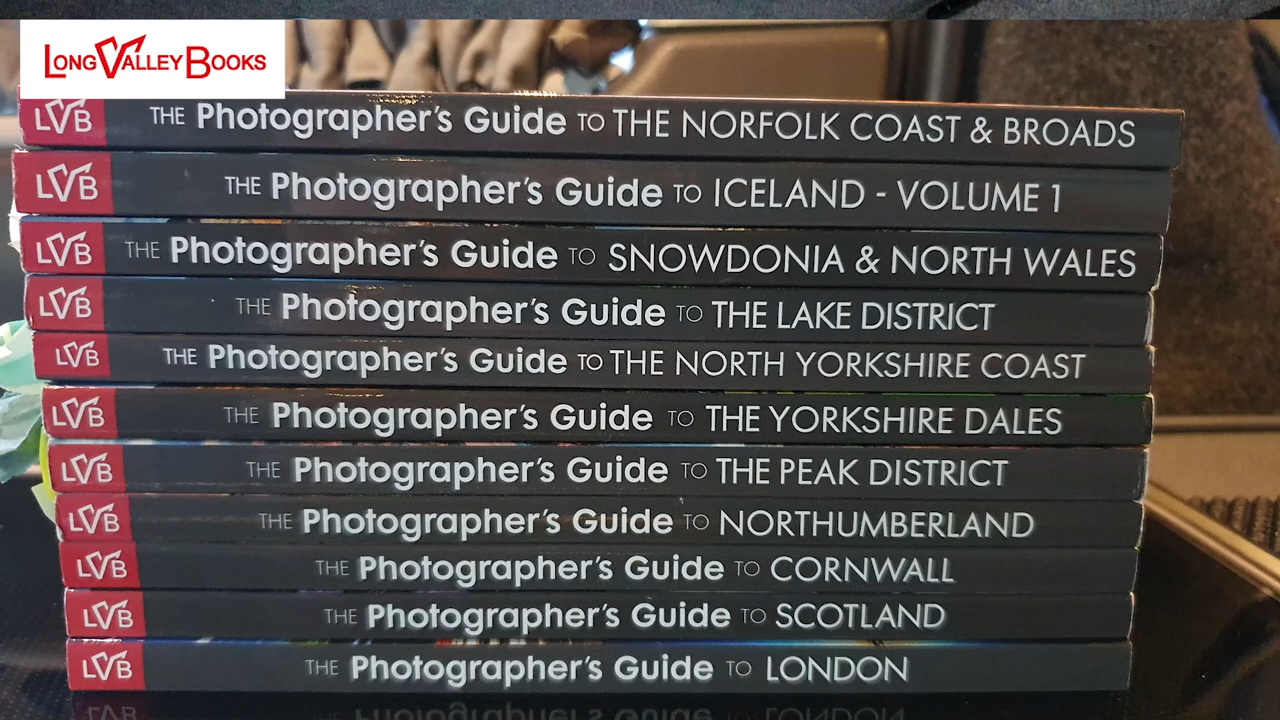 LONG VALLEY BOOKS
LVB THE Photographer's Guide TO THE NORFOLK COAST & BROADS
LVB THE Photographer's Guide TO ICELAND - VOLUME 1
LVB THE Photographer's Guide TO SNOWDONIA & NORTH WALES
LVB THE Photographer's Guide TO THE LAKE DISTRICT
LVB THE Photographer's Guide TO THE NORTH YORKSHIRE COAST
LVB THE Photographer's Guide TO THE YORKSHIRE DALES
LVB THE Photographer's Guide TO THE PEAK DISTRICT
LVB THE Photographer's Guide TO NORTHUMBERLAND
LVB THE Photographer's Guide TO CORNWALL
LVB THE Photographer's Guide TO SCOTLAND
LVB THE Photographer's Guide TO LONDON